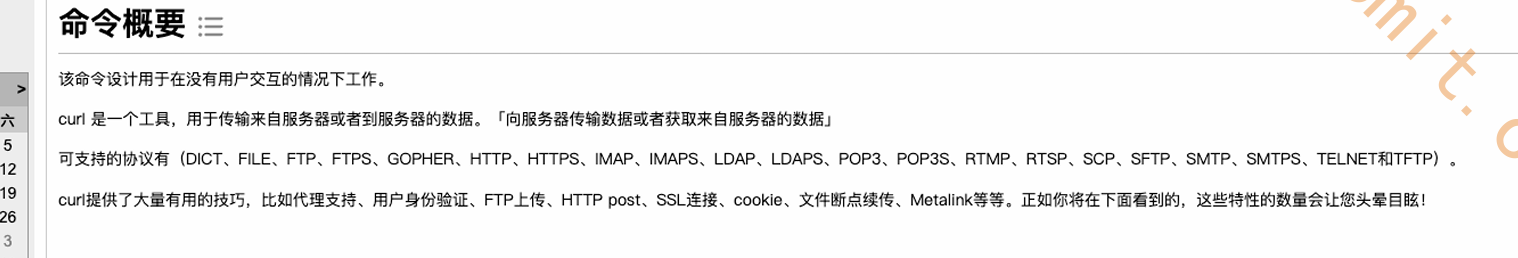 命令概要
该命令设计用于在没有用户交互的情况下工作。
curl 是一个工具，用于传输来自服务器或者到服务器的数据。「向服务器传输数据或者获取来自服务器的数据」
可支持的协议有（DICT、FILE、FTP、FTPS、GOPHER、HTTP、HTTPS、IMAP、IMAPS、LDAP、LDAPS、POP3、POP3S、RTMP、RTSP、SCP、SFTP、SMTP、SMTPS、TELNET和TFTP）。
curl提供了大量有用的技巧，比如代理支持、用户身份验证、FTP上传、HTTP post、SSL连接、cookie、文件断点续传、Metalink等等。正如你将在下面看到的，这些特性的数量会让您头晕目眩！
>
六
5
12
19
26
3
mit.